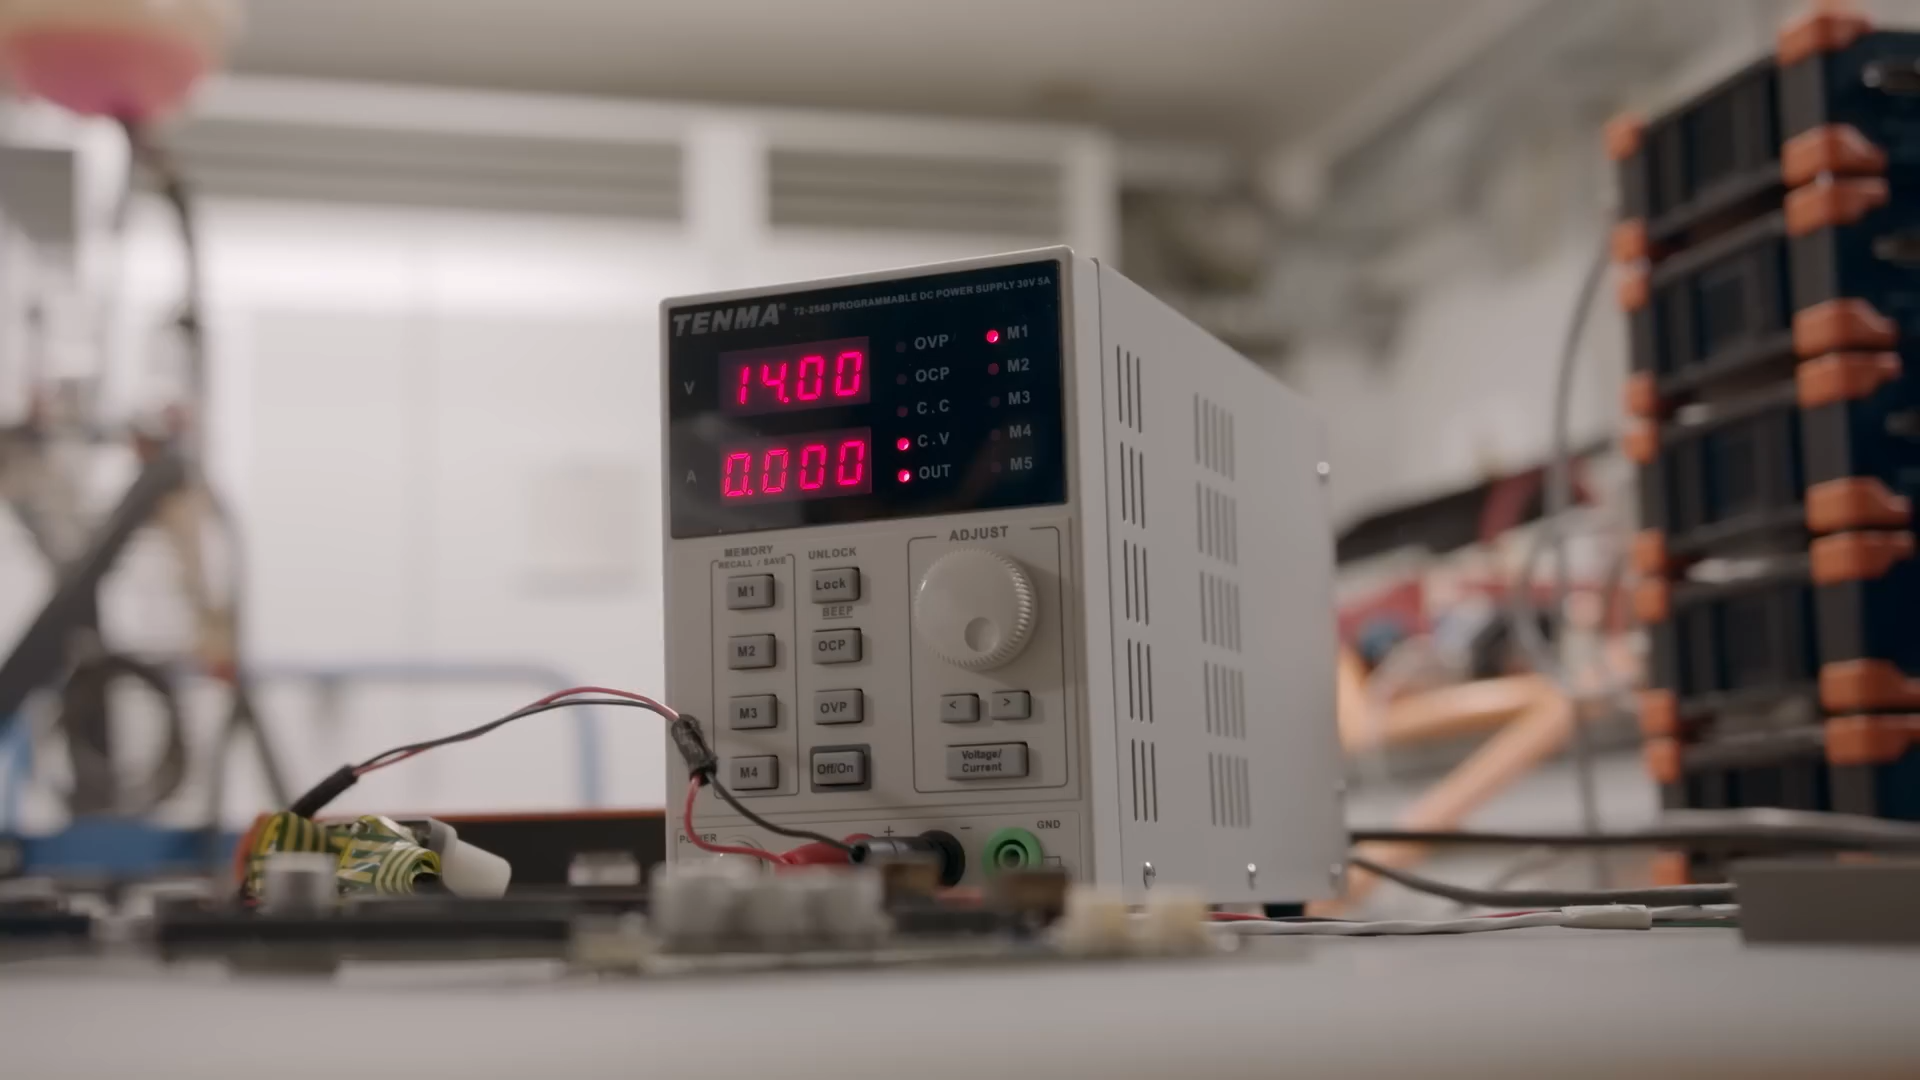 TENMA® 72-2540 PROGRAMMABLE DC POWER SUPPLY 30V 5A
V 14.00
A 0.000
OVP
OCP
C.C
C.V
OUT
M1
M2
M3
M4
M5
MEMORY
RECALL / SAVE
M1
M2
M3
M4
UNLOCK
Lock
BEEP
OCP
OVP
Off/On
ADJUST
< >
Voltage/
Current
POWER
+ −
GND